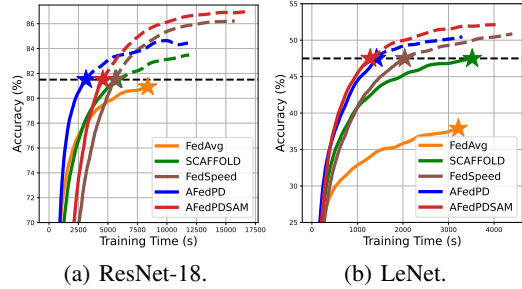 86
84
82
80
78
76
74
72
70
Accuracy (%)
0 2500 5000 7500 10000 12500 15000 17500
Training Time (s)
FedAvg
SCAFFOLD
FedSpeed
AFedPD
AFedPDSAM
(a) ResNet-18.
55
50
45
40
35
30
25
Accuracy (%)
0 1000 2000 3000 4000
Training Time (s)
FedAvg
SCAFFOLD
FedSpeed
AFedPD
AFedPDSAM
(b) LeNet.